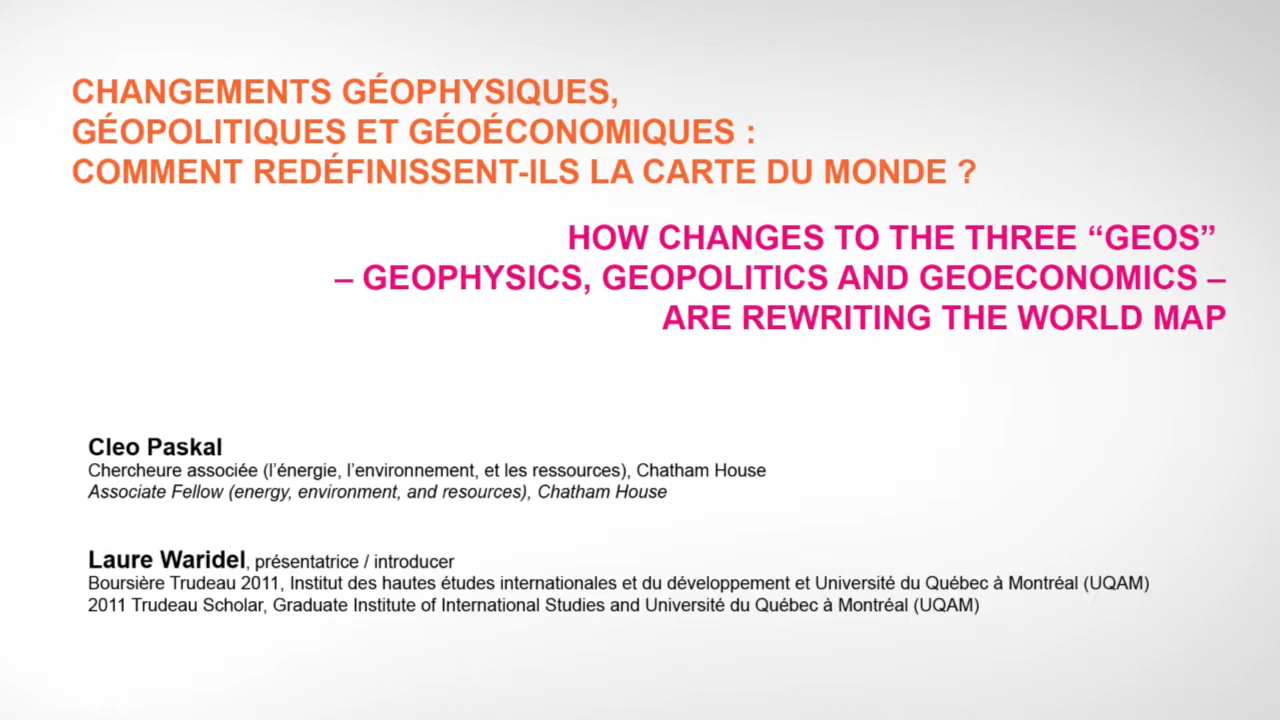 CHANGEMENTS GÉOPHYSIQUES,
GÉOPOLITIQUES ET GÉOÉCONOMIQUES :
COMMENT REDÉFINISSENT-ILS LA CARTE DU MONDE ?
HOW CHANGES TO THE THREE “GEOS”
– GEOPHYSICS, GEOPOLITICS AND GEOECONOMICS –
ARE REWRITING THE WORLD MAP
Cleo Paskal
Chercheure associée (l’énergie, l’environnement, et les ressources), Chatham House
Associate Fellow (energy, environment, and resources), Chatham House
Laure Waridel, présentatrice / introducer
Boursière Trudeau 2011, Institut des hautes études internationales et du développement et Université du Québec à Montréal (UQAM)
2011 Trudeau Scholar, Graduate Institute of International Studies and Université du Québec à Montréal (UQAM)